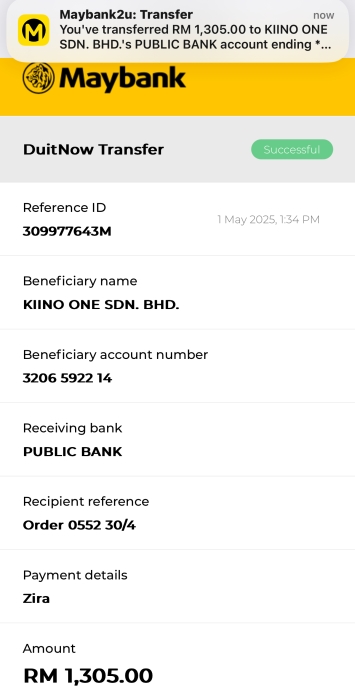 Maybank2u: Transfer
now
You've transferred RM 1,305.00 to KIINO ONE
SDN. BHD.'s PUBLIC BANK account ending *...
Maybank
DuitNow Transfer
Successful
Reference ID
309977643M
1 May 2025, 1:34 PM
Beneficiary name
KIINO ONE SDN. BHD.
Beneficiary account number
3206 5922 14
Receiving bank
PUBLIC BANK
Recipient reference
Order 0552 30/4
Payment details
Zira
Amount
RM 1,305.00